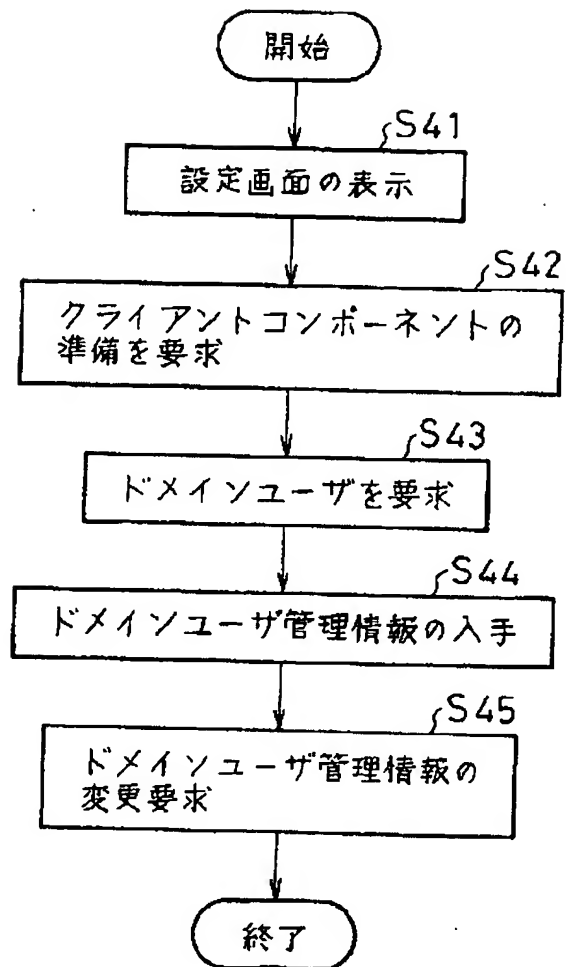 開始
S41
設定画面の表示
S42
クライアントコンポーネントの
準備を要求
S43
ドメインユーザを要求
S44
ドメインユーザ管理情報の入手
S45
ドメインユーザ管理情報の
変更要求
終了